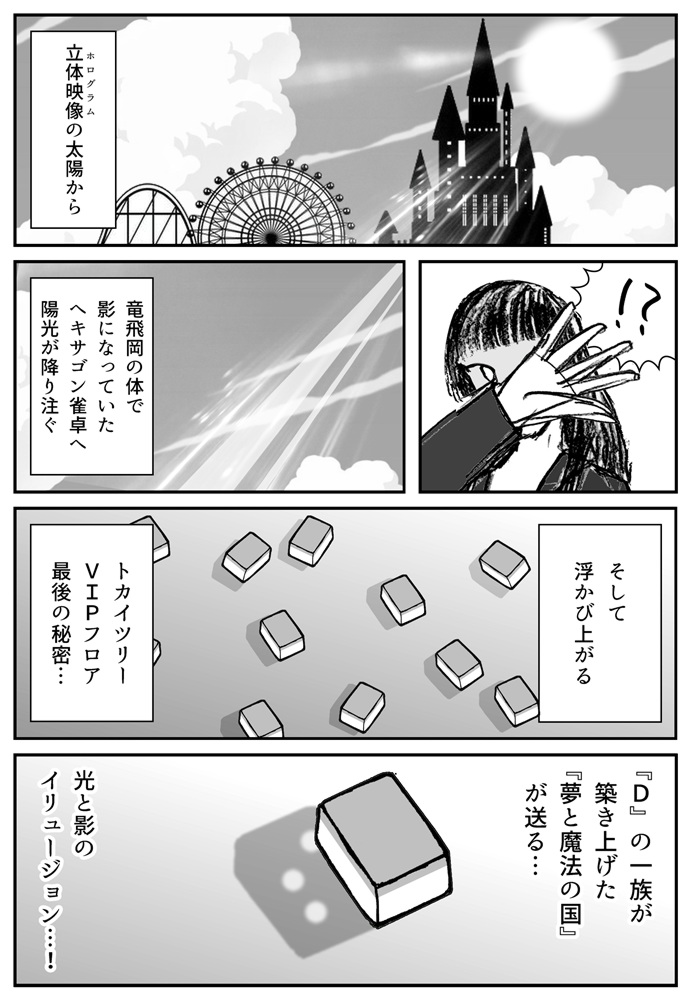 立体映像の太陽から
ホログラム
!?
竜飛岡の体で
影になっていた
ヘキサゴン雀卓へ
陽光が降り注ぐ
そして
浮かび上がる
トカイツリー
VIPフロア
最後の秘密…
『D』の一族が
築き上げた
『夢と魔法の国』
が送る…
光と影の
イリュージョン…!